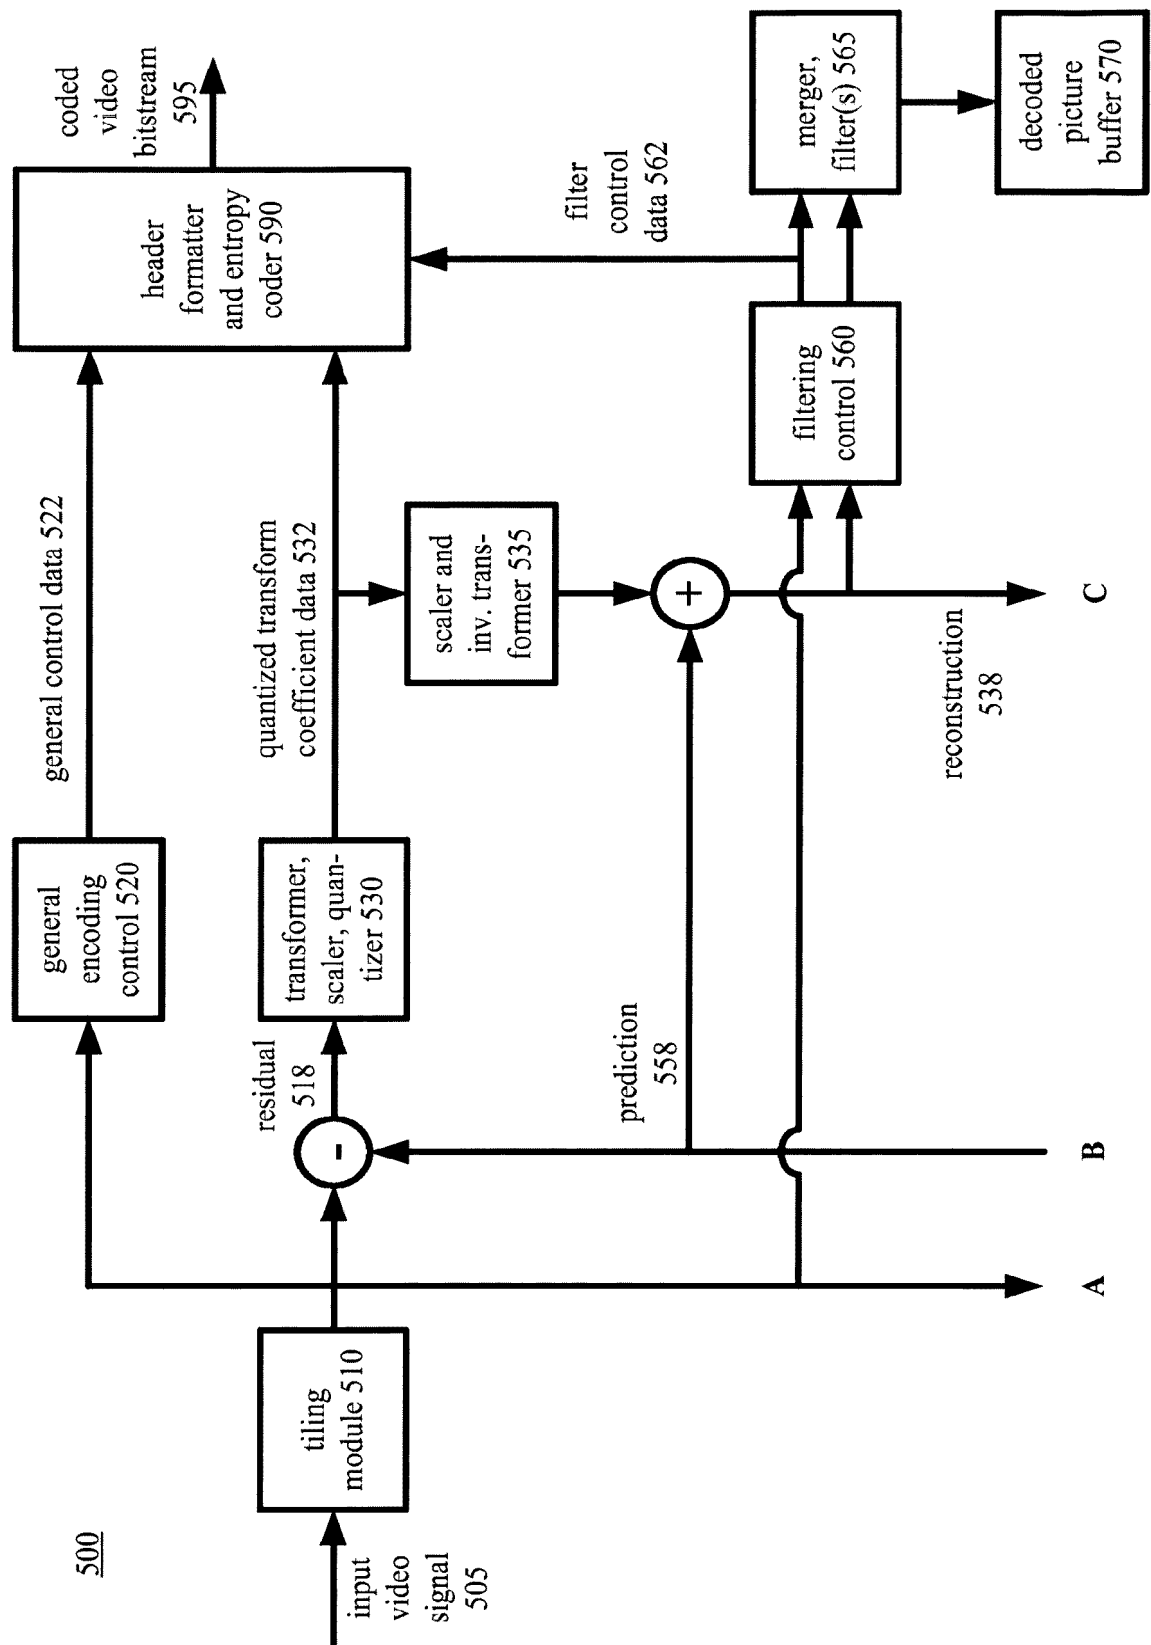 500
input
video
signal
505
tiling
module 510
general
encoding
control 520
general control data 522
header
formatter
and entropy
coder 590
coded
video
bitstream
595
residual
518
-
transformer,
scaler, quan-
tizer 530
quantized transform
coefficient data 532
scaler and
inv. trans-
former 535
prediction
558
+
filter
control
data 562
filtering
control 560
merger,
filter(s) 565
decoded
picture
buffer 570
reconstruction
538
A
B
C